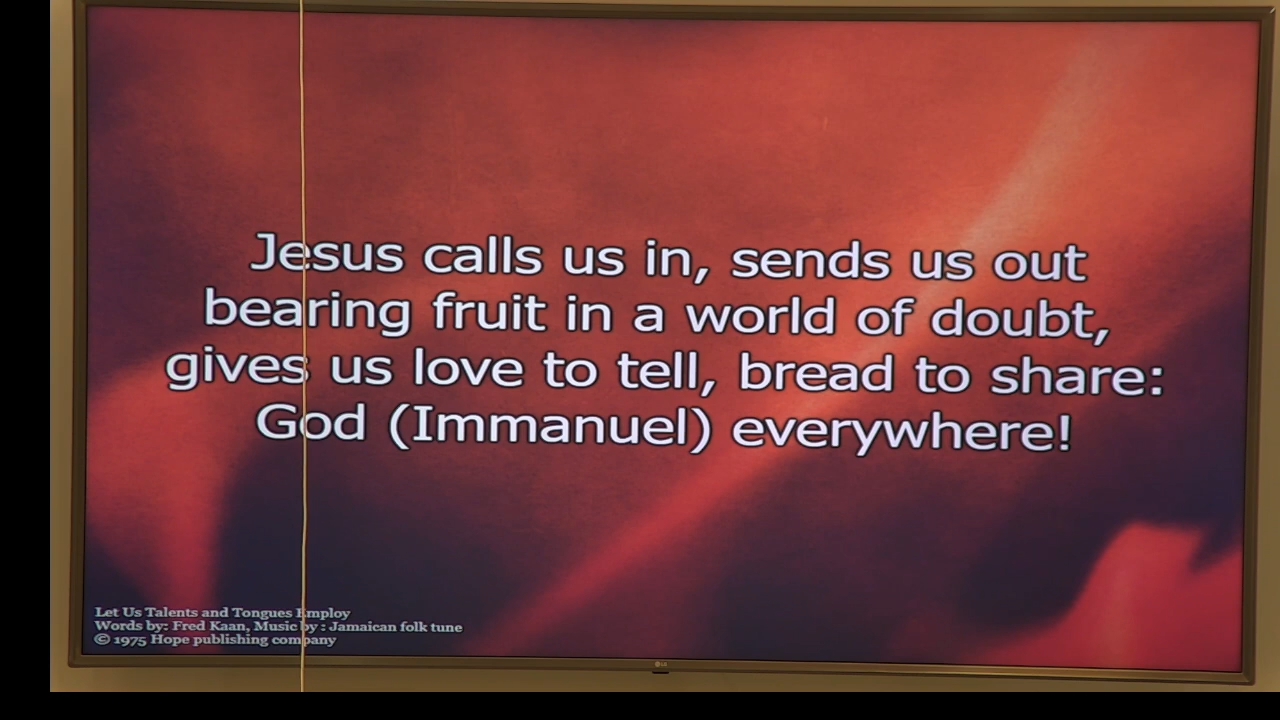 Jesus calls us in, sends us out
bearing fruit in a world of doubt,
gives us love to tell, bread to share:
God (Immanuel) everywhere!
Let Us Talents and Tongues Employ
Words by: Fred Kaan, Music by : Jamaican folk tune
© 1975 Hope publishing company
LG